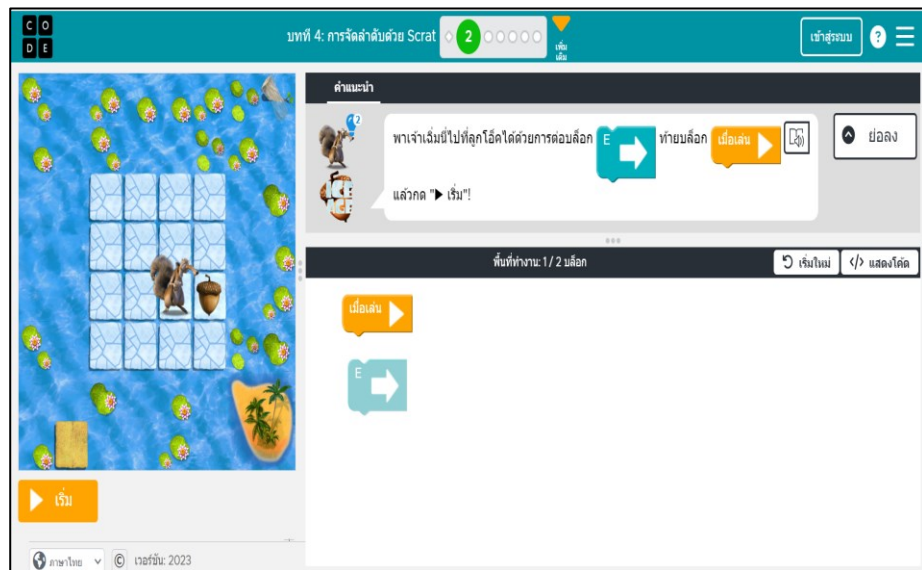 C O
D E
บทที่ 4: การจัดลำดับด้วย Scrat
2
เพิ่ม
เติม
เข้าสู่ระบบ
?
คำแนะนำ
2
พาเจ้าเฉิ่มนี่ไปที่ลูกโอ๊คได้ด้วยการต่อบล็อก E ท้ายบล็อก เมื่อเล่น
แล้วกด "▶ เริ่ม"!
ย่อลง
ICE
AGE
พื้นที่ทำงาน: 1 / 2 บล็อก
เริ่มใหม่
</> แสดงโค้ด
เมื่อเล่น
E
เริ่ม
ภาษาไทย
© เวอร์ชัน: 2023